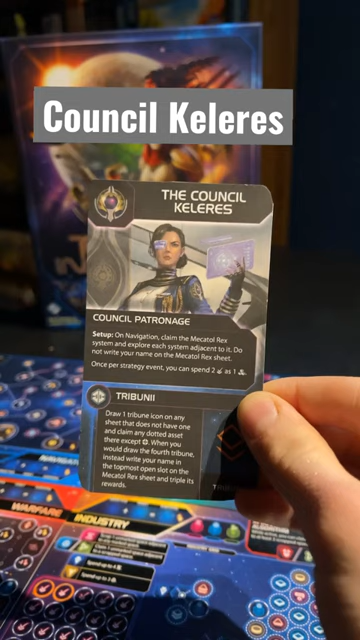 Council Keleres
THE COUNCIL
KELERES
COUNCIL PATRONAGE
Setup: On Navigation, claim the Mecatol Rex
system and explore each system adjacent to it. Do
not write your name on the Mecatol Rex sheet.
Once per strategy event, you can spend 2 as 1
TRIBUNII
Draw 1 tribune icon on any
sheet that does not have one
and claim any dotted asset
there except . When you
would draw the fourth tribune,
instead write your name in
the topmost open slot on the
Mecatol Rex sheet and triple its
rewards.
WARFARE
INDUSTRY